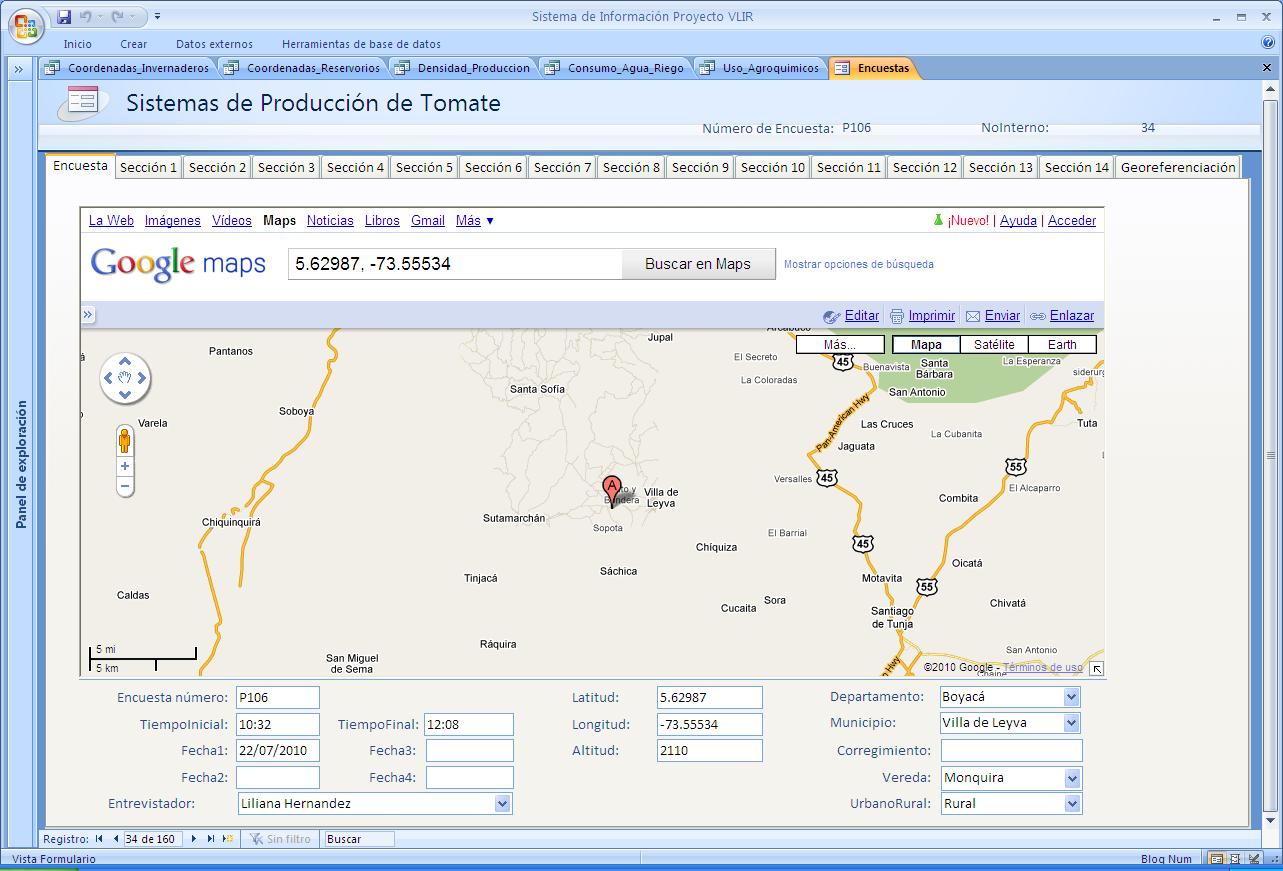 Sistema de Información Proyecto VLIR
Inicio Crear Datos externos Herramientas de base de datos
Coordenadas_Invernaderos Coordenadas_Reservorios Densidad_Produccion Consumo_Agua_Riego Uso_Agroquimicos Encuestas
Sistemas de Producción de Tomate
Número de Encuesta: P106 NoInterno: 34
Encuesta Sección 1 Sección 2 Sección 3 Sección 4 Sección 5 Sección 6 Sección 7 Sección 8 Sección 9 Sección 10 Sección 11 Sección 12 Sección 13 Sección 14 Georeferenciación
La Web Imágenes Vídeos Maps Noticias Libros Gmail Más ▼ ¡Nuevo! | Ayuda | Acceder
Google maps 5.62987, -73.55534 Buscar en Maps Mostrar opciones de búsqueda
Editar Imprimir Enviar Enlazar
Arcabuco
Jupal
Más... Mapa Satélite Earth
Pantanos
El Secreto
45
Buenavista
Santa
Bárbara
La Esperanza
siderurg
La Coloradas
Santa Sofía
San Antonio
Soboya
Pan-American Hwy
Varela
Las Cruces
Tuta
La Cubanita
Jaguata
55
Versalles
45
El Alcaparro
A
to y
Bandera
Villa de
Leyva
Combita
Chiquinquirá
Sutamarchán
Sopota
El Barrial
45
Chíquiza
Oicatá
Tinjacá
Sáchica
Motavita
55
Caldas
Cucaita
Sora
Chivatá
Santiago
de Tunja
Ráquira
San Antonio
5 mi
5 km
San Miguel
de Sema
n Hwy
©2010 Google - Términos de uso
Encuesta número: P106 Latitud: 5.62987 Departamento: Boyacá
TiempoInicial: 10:32 TiempoFinal: 12:08 Longitud: -73.55534 Municipio: Villa de Leyva
Fecha1: 22/07/2010 Fecha3: Altitud: 2110 Corregimiento:
Fecha2: Fecha4: Vereda: Monquira
Entrevistador: Liliana Hernandez UrbanoRural: Rural
Panel de exploración
Registro: 34 de 160 Sin filtro Buscar
Vista Formulario Bloq Num